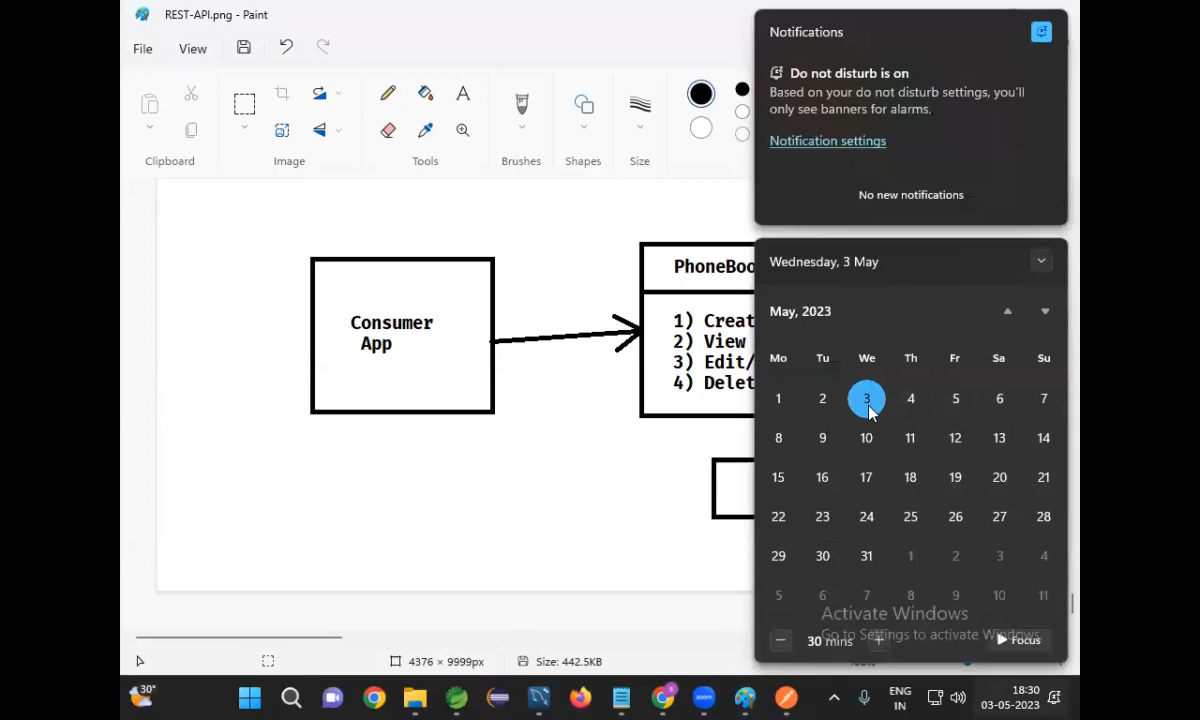 REST-API.png - Paint
File View
Clipboard Image Tools Brushes Shapes Size
Consumer
App
PhoneBoo
1) Creat
2) View
3) Edit/
4) Delet
4376 × 9999px Size: 442.5KB
Notifications
Do not disturb is on
Based on your do not disturb settings, you'll
only see banners for alarms.
Notification settings
No new notifications
Wednesday, 3 May
May, 2023
Mo Tu We Th Fr Sa Su
1 2 3 4 5 6 7
8 9 10 11 12 13 14
15 16 17 18 19 20 21
22 23 24 25 26 27 28
29 30 31 1 2 3 4
5 6 7 8 9 10 11
Activate Windows
Go to Settings to activate Windows.
30 mins Focus
30°
zoom
ENG
IN
18:30
03-05-2023